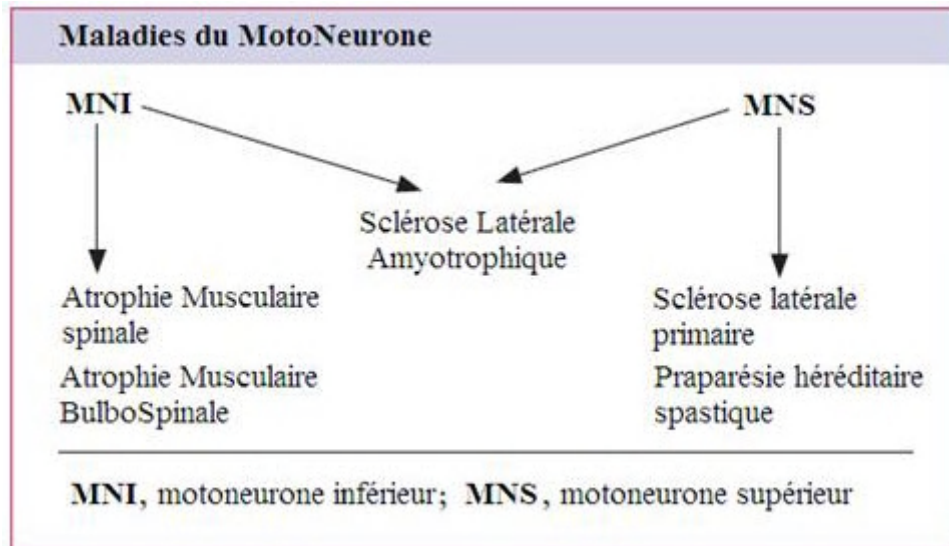 Maladies du MotoNeurone
MNI
MNS
Sclérose Latérale
Amyotrophique
Atrophie Musculaire
spinale
Atrophie Musculaire
BulboSpinale
Sclérose latérale
primaire
Praparésie héréditaire
spastique
MNI, motoneurone inférieur; MNS, motoneurone supérieur